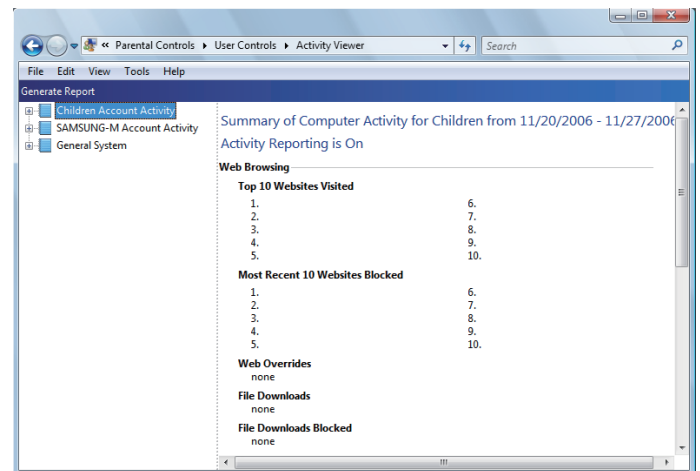 « Parental Controls ▸ User Controls ▸ Activity Viewer
Search
File Edit View Tools Help
Generate Report
Children Account Activity
SAMSUNG-M Account Activity
General System
Summary of Computer Activity for Children from 11/20/2006 - 11/27/2006
Activity Reporting is On
Web Browsing
Top 10 Websites Visited
1. 6.
2. 7.
3. 8.
4. 9.
5. 10.
Most Recent 10 Websites Blocked
1. 6.
2. 7.
3. 8.
4. 9.
5. 10.
Web Overrides
none
File Downloads
none
File Downloads Blocked
none